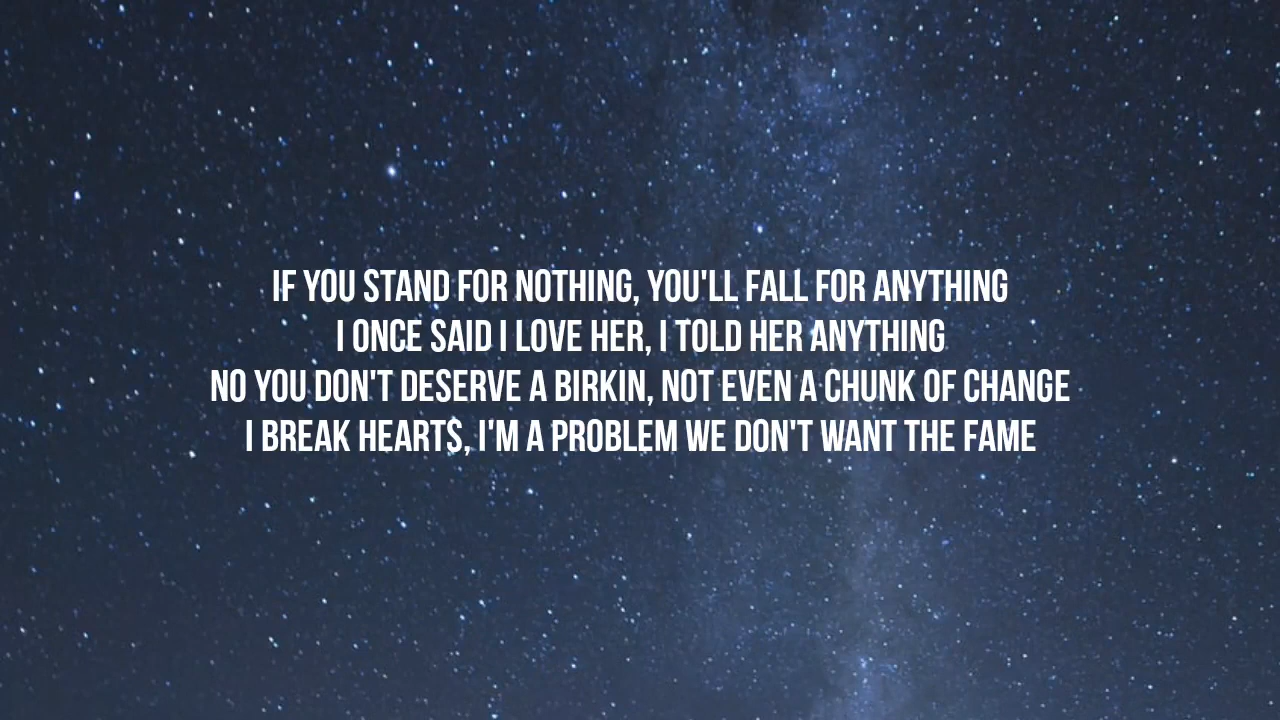 IF YOU STAND FOR NOTHING, YOU'LL FALL FOR ANYTHING
I ONCE SAID I LOVE HER, I TOLD HER ANYTHING
NO YOU DON'T DESERVE A BIRKIN, NOT EVEN A CHUNK OF CHANGE
I BREAK HEART$, I'M A PROBLEM WE DON'T WANT THE FAME